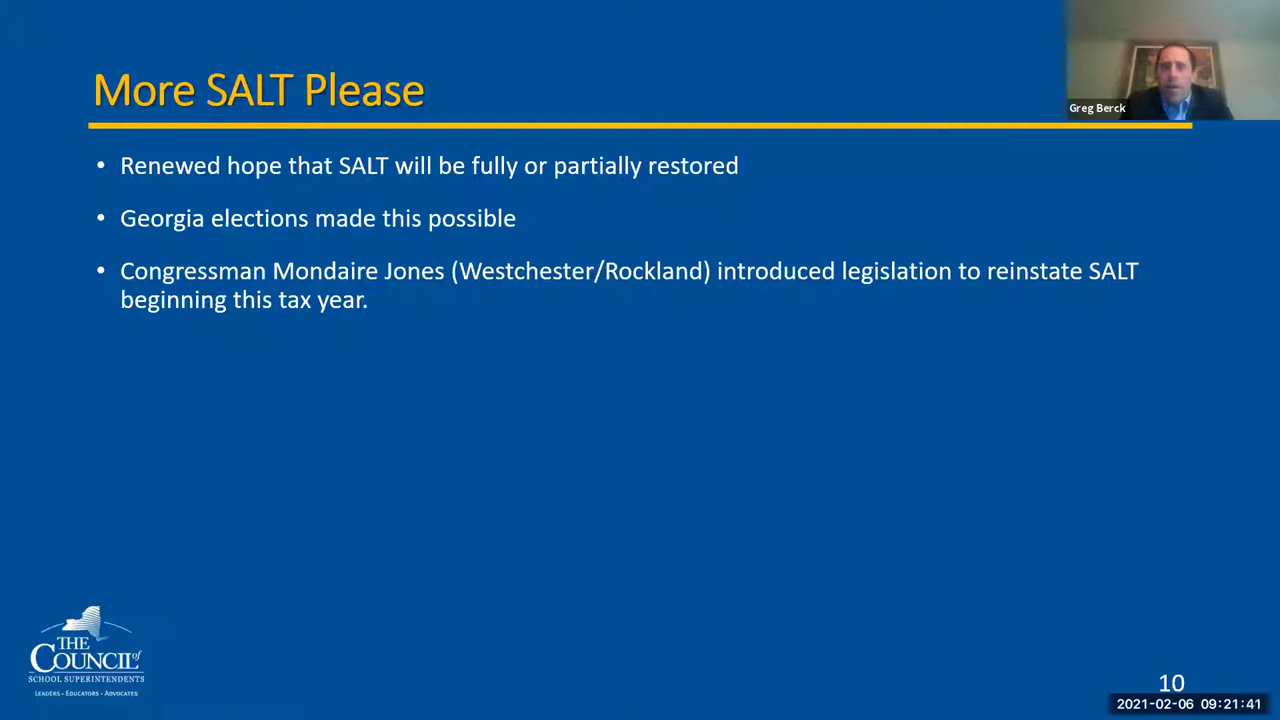 More SALT Please
Greg Berck
• Renewed hope that SALT will be fully or partially restored
• Georgia elections made this possible
• Congressman Mondaire Jones (Westchester/Rockland) introduced legislation to reinstate SALT
beginning this tax year.
THE
COUNCIL of
SCHOOL SUPERINTENDENTS
LEADERS • EDUCATORS • ADVOCATES
10
2021-02-06 09:21:41